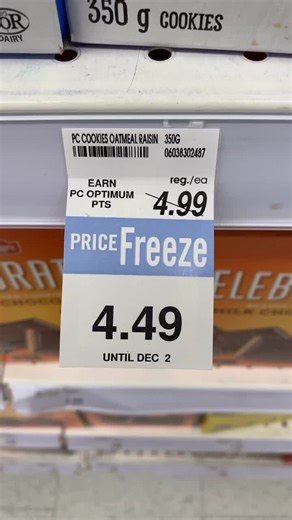 350 g COOKIES
DAIRY
PC COOKIES OATMEAL RAISIN 350G
06038302487
EARN
PC OPTIMUM
PTS
reg./ea
4.99
PRICE Freeze
4.49
UNTIL DEC 2